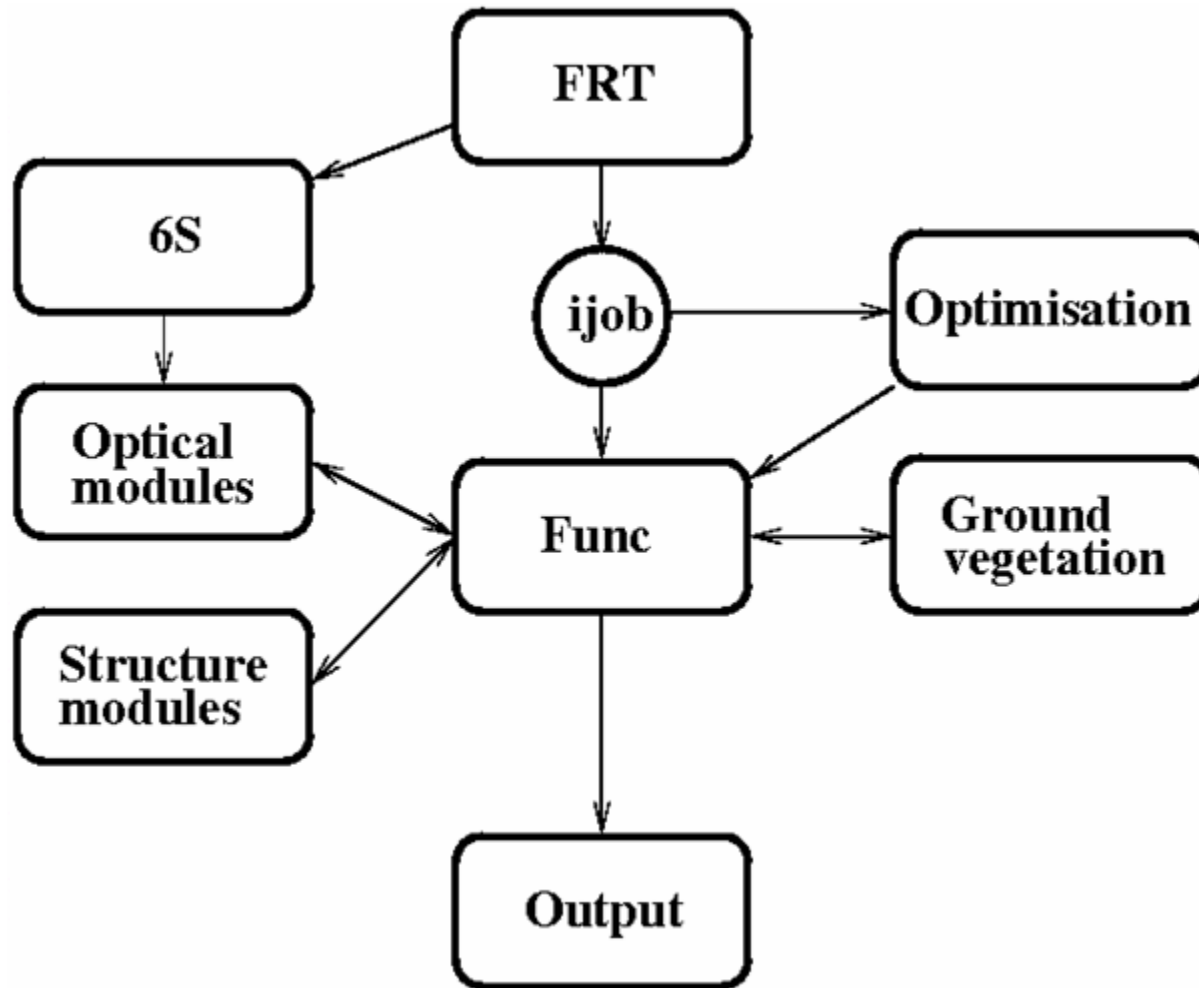 FRT
6S
ijob
Optimisation
Optical
modules
Func
Ground
vegetation
Structure
modules
Output